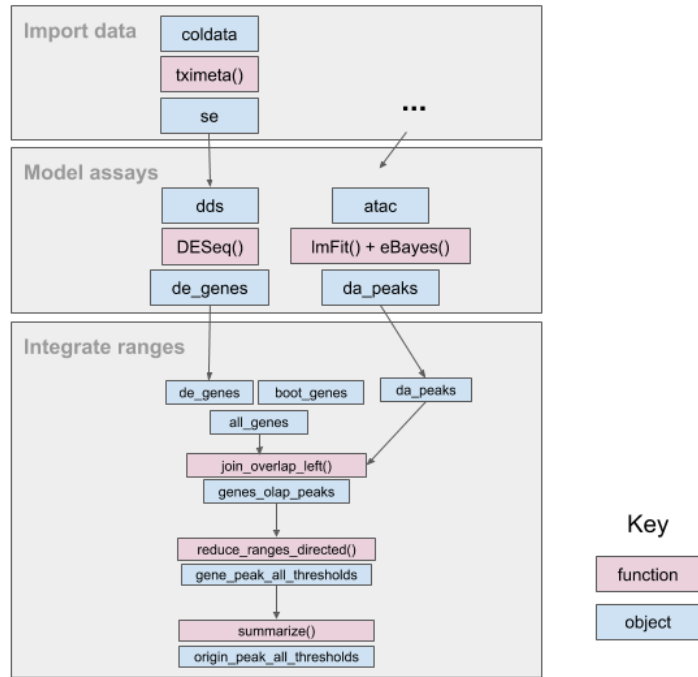 Import data
coldata
tximeta()
se
...
Model assays
dds
atac
DESeq()
lmFit() + eBayes()
de_genes
da_peaks
Integrate ranges
de_genes
boot_genes
da_peaks
all_genes
join_overlap_left()
genes_olap_peaks
reduce_ranges_directed()
gene_peak_all_thresholds
summarize()
origin_peak_all_thresholds
Key
function
object